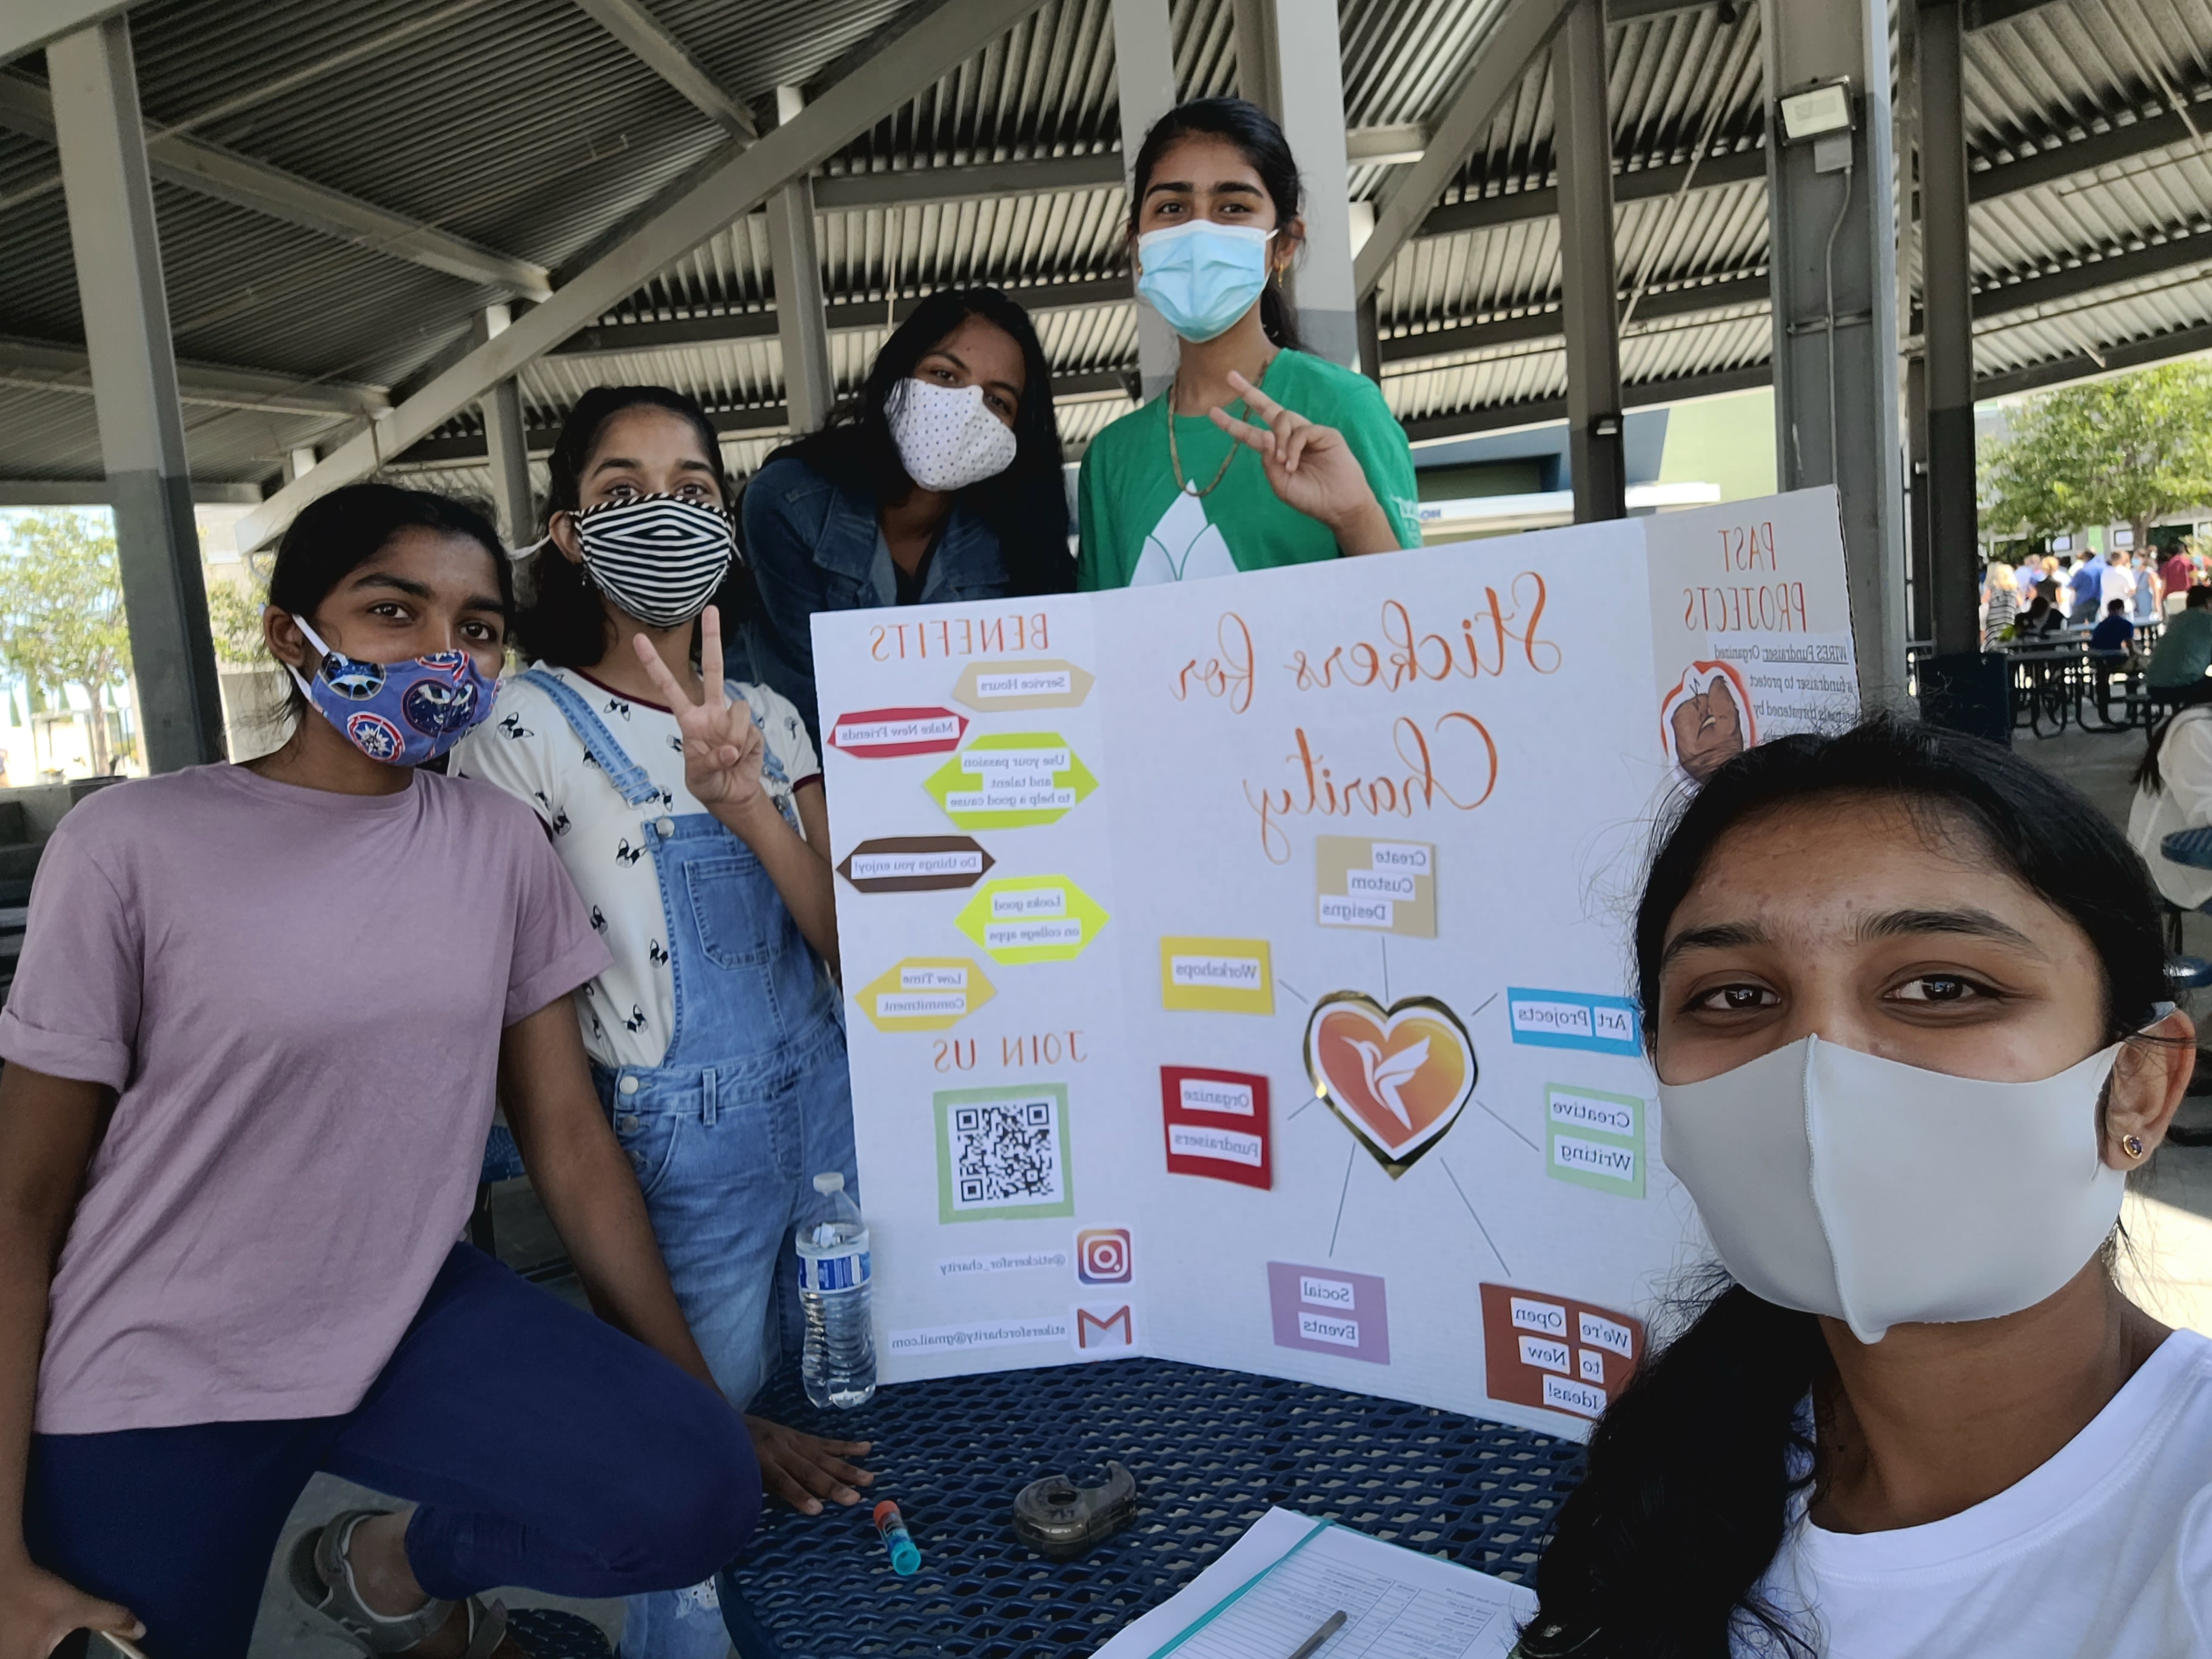 BENEFITS
Service Hours
Make New Friends
Use your passion
and talent
to help a good cause
Do things you enjoy!
Looks good
on college apps
Low Time
Commitment
JOIN US
@stickersfor_charity
stikersforcharity@gmail.com
Stickers for
Charity
Create
Custom
Designs
Workshops
Art Projects
Organize
Fundraisers
Creative
Writing
Social
Events
We're Open
to New
Ideas!
PAST
PROJECTS
WIRES Fundraiser: Organized
a fundraiser to protect
threatened by